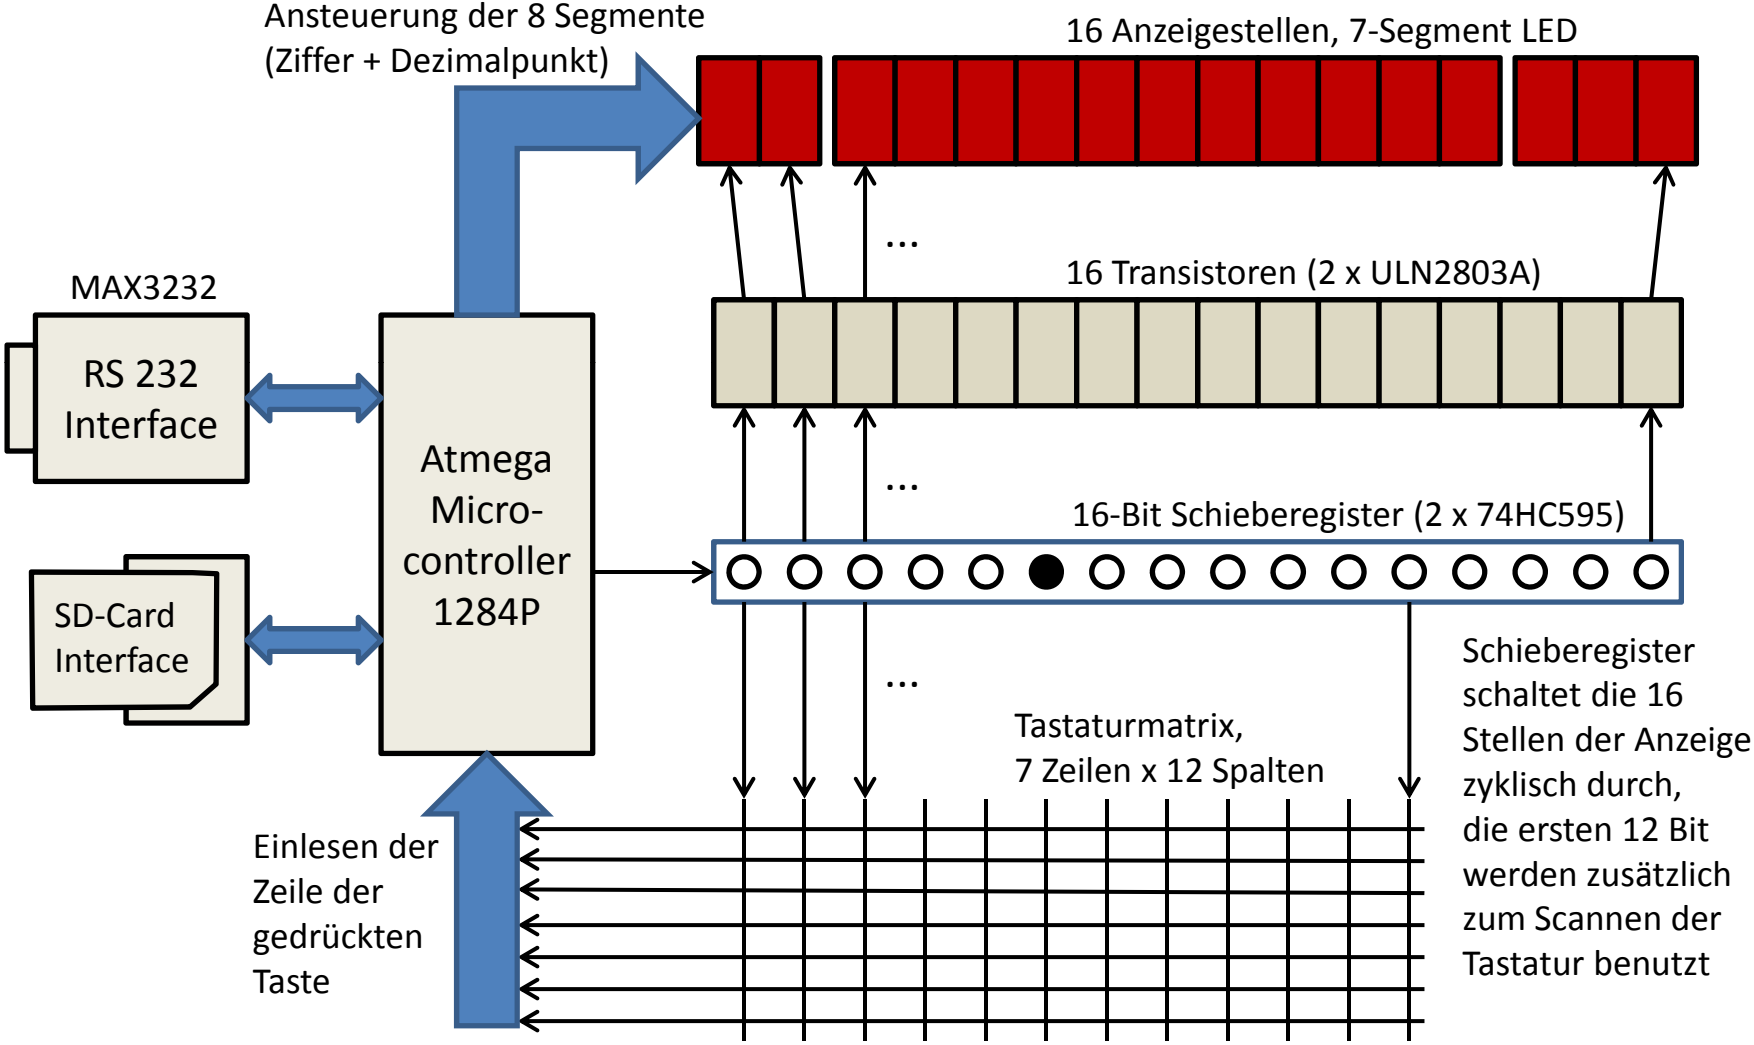 Ansteuerung der 8 Segmente
(Ziffer + Dezimalpunkt)
16 Anzeigestellen, 7-Segment LED
...
16 Transistoren (2 x ULN2803A)
MAX3232
RS 232
Interface
Atmega
Micro-
controller
1284P
...
16-Bit Schieberegister (2 x 74HC595)
SD-Card
Interface
...
Tastaturmatrix,
7 Zeilen x 12 Spalten
Schieberegister
schaltet die 16
Stellen der Anzeige
zyklisch durch,
die ersten 12 Bit
werden zusätzlich
zum Scannen der
Tastatur benutzt
Einlesen der
Zeile der
gedrückten
Taste